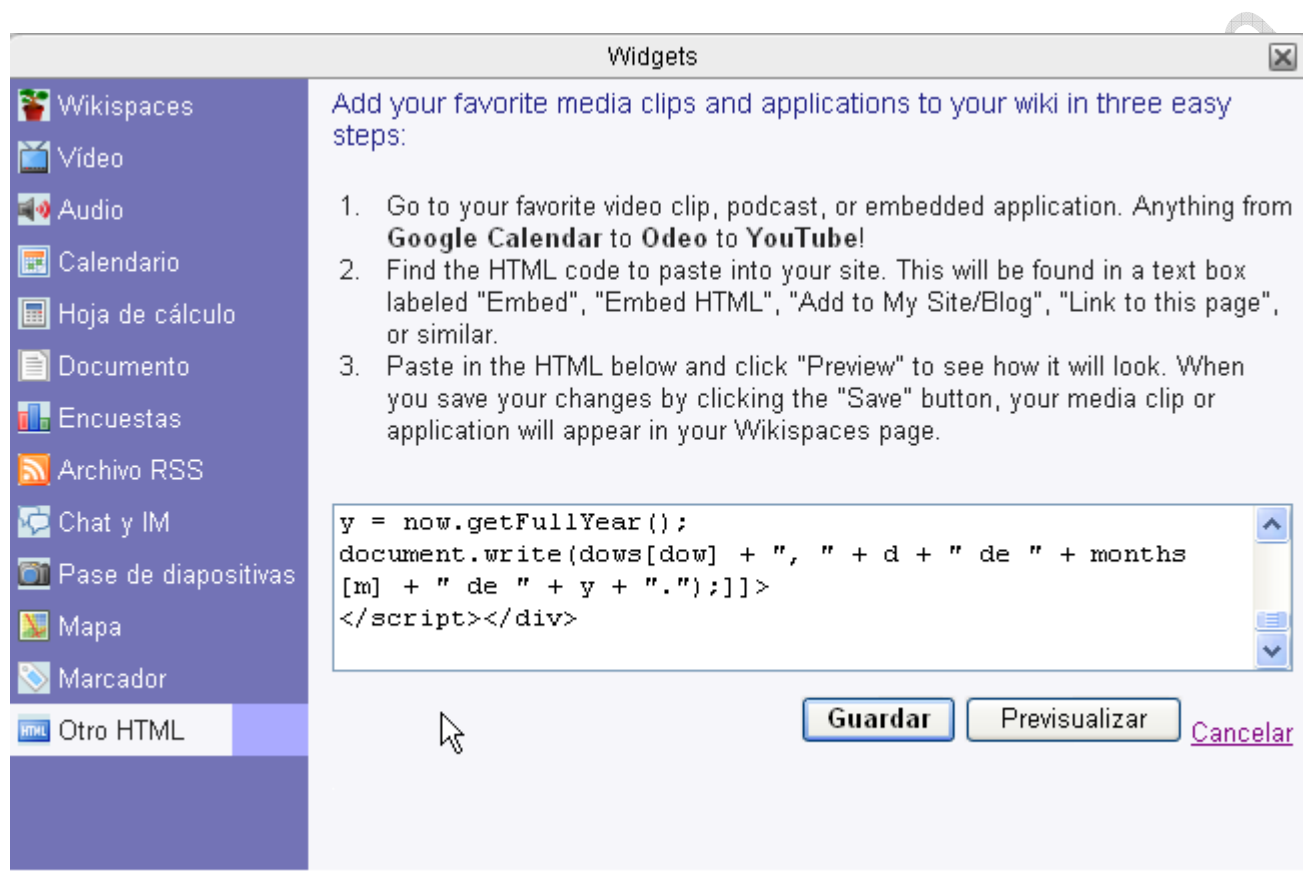 Widgets
Wikispaces
Vídeo
Audio
Calendario
Hoja de cálculo
Documento
Encuestas
Archivo RSS
Chat y IM
Pase de diapositivas
Mapa
Marcador
HTML Otro HTML
Add your favorite media clips and applications to your wiki in three easy
steps:
1. Go to your favorite video clip, podcast, or embedded application. Anything from
Google Calendar to Odeo to YouTube!
2. Find the HTML code to paste into your site. This will be found in a text box
labeled "Embed", "Embed HTML", "Add to My Site/Blog", "Link to this page",
or similar.
3. Paste in the HTML below and click "Preview" to see how it will look. When
you save your changes by clicking the "Save" button, your media clip or
application will appear in your Wikispaces page.
y = now.getFullYear();
document.write(dows[dow] + ", " + d + " de " + months
[m] + " de " + y + ".");]]>
</script></div>
Guardar Previsualizar Cancelar